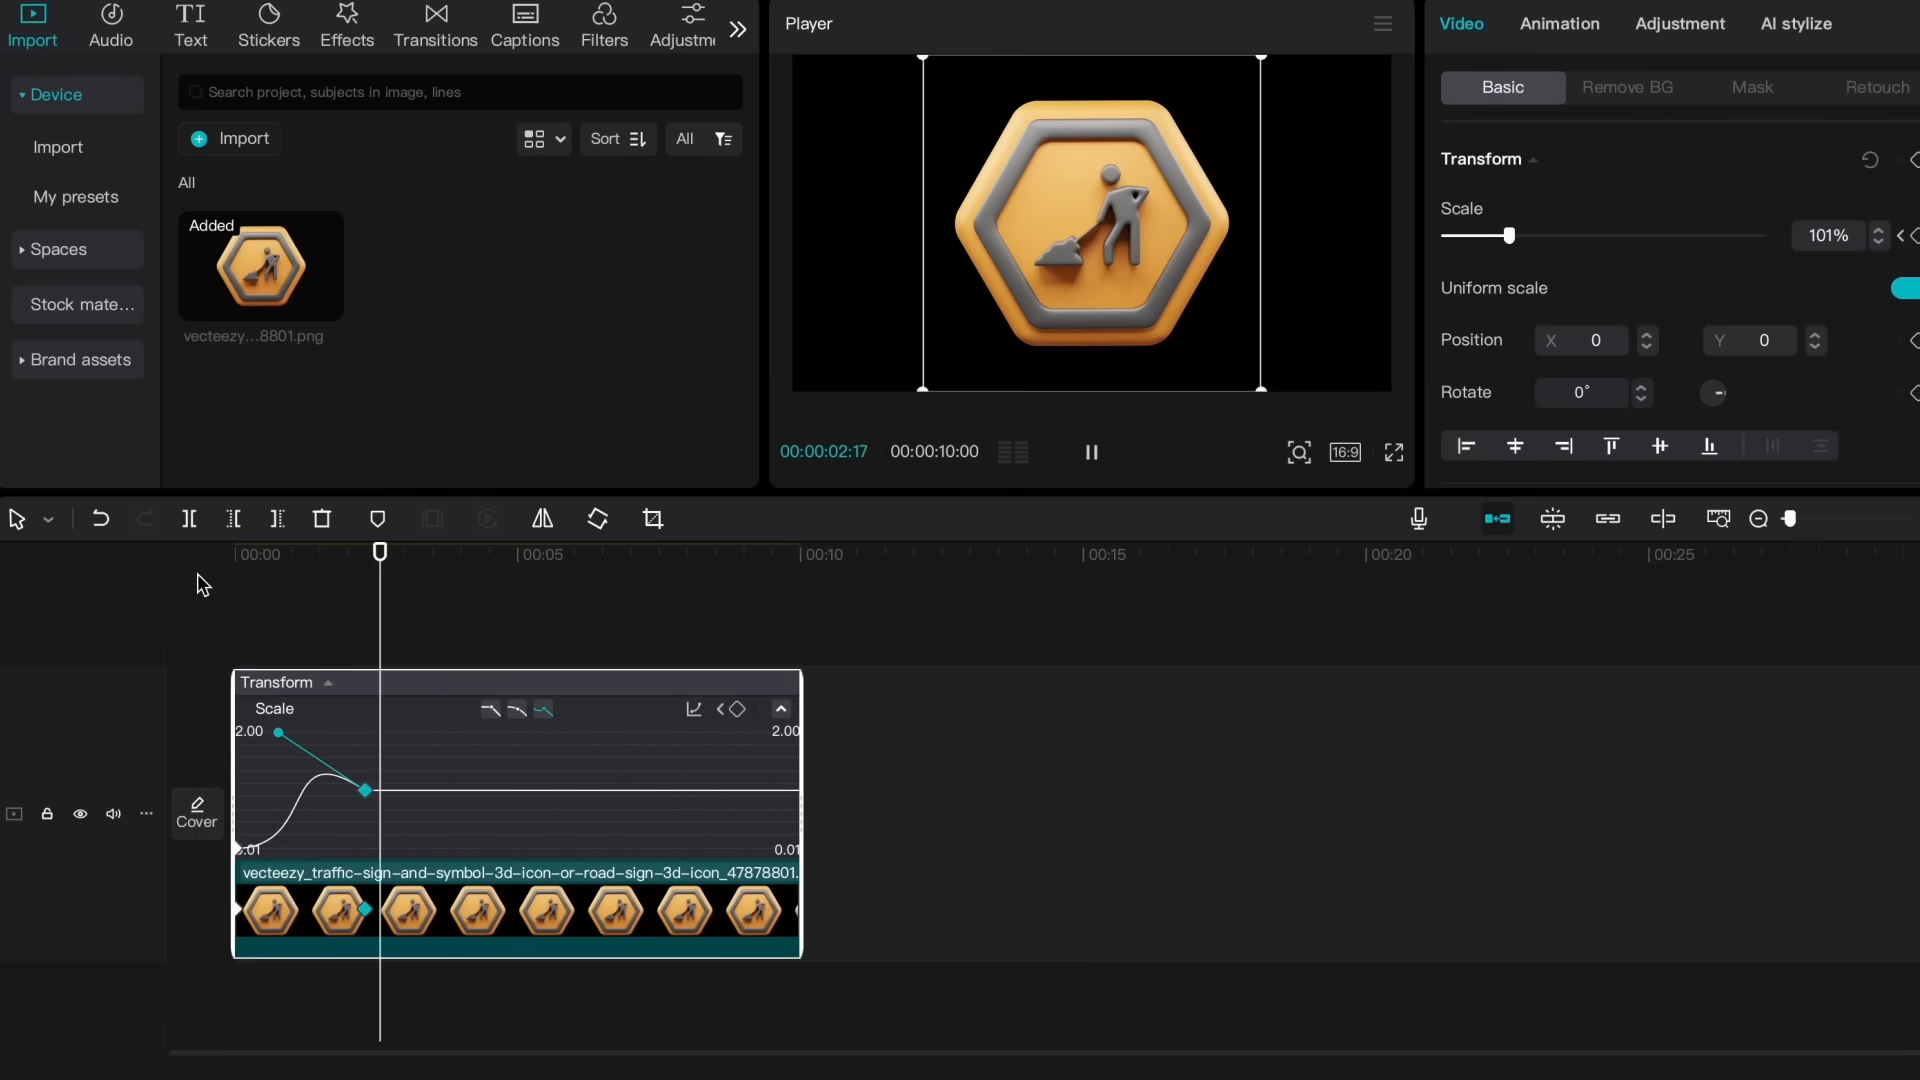 Import
Audio
Text
Stickers
Effects
Transitions
Captions
Filters
Adjustme
Device
Import
My presets
Spaces
Stock mate...
Brand assets
Search project, subjects in image, lines
Import
Sort
All
All
Added
vecteezy...8801.png
Player
00:00:02:17
00:00:10:00
16:9
Video
Animation
Adjustment
AI stylize
Basic
Remove BG
Mask
Retouch
Transform
Scale
101%
Uniform scale
Position
X 0
Y 0
Rotate
0°
00:00
00:05
00:10
00:15
00:20
00:25
Transform
Scale
2.00
2.00
Cover
0.01
0.01
vecteezy_traffic-sign-and-symbol-3d-icon-or-road-sign-3d-icon_47878801.